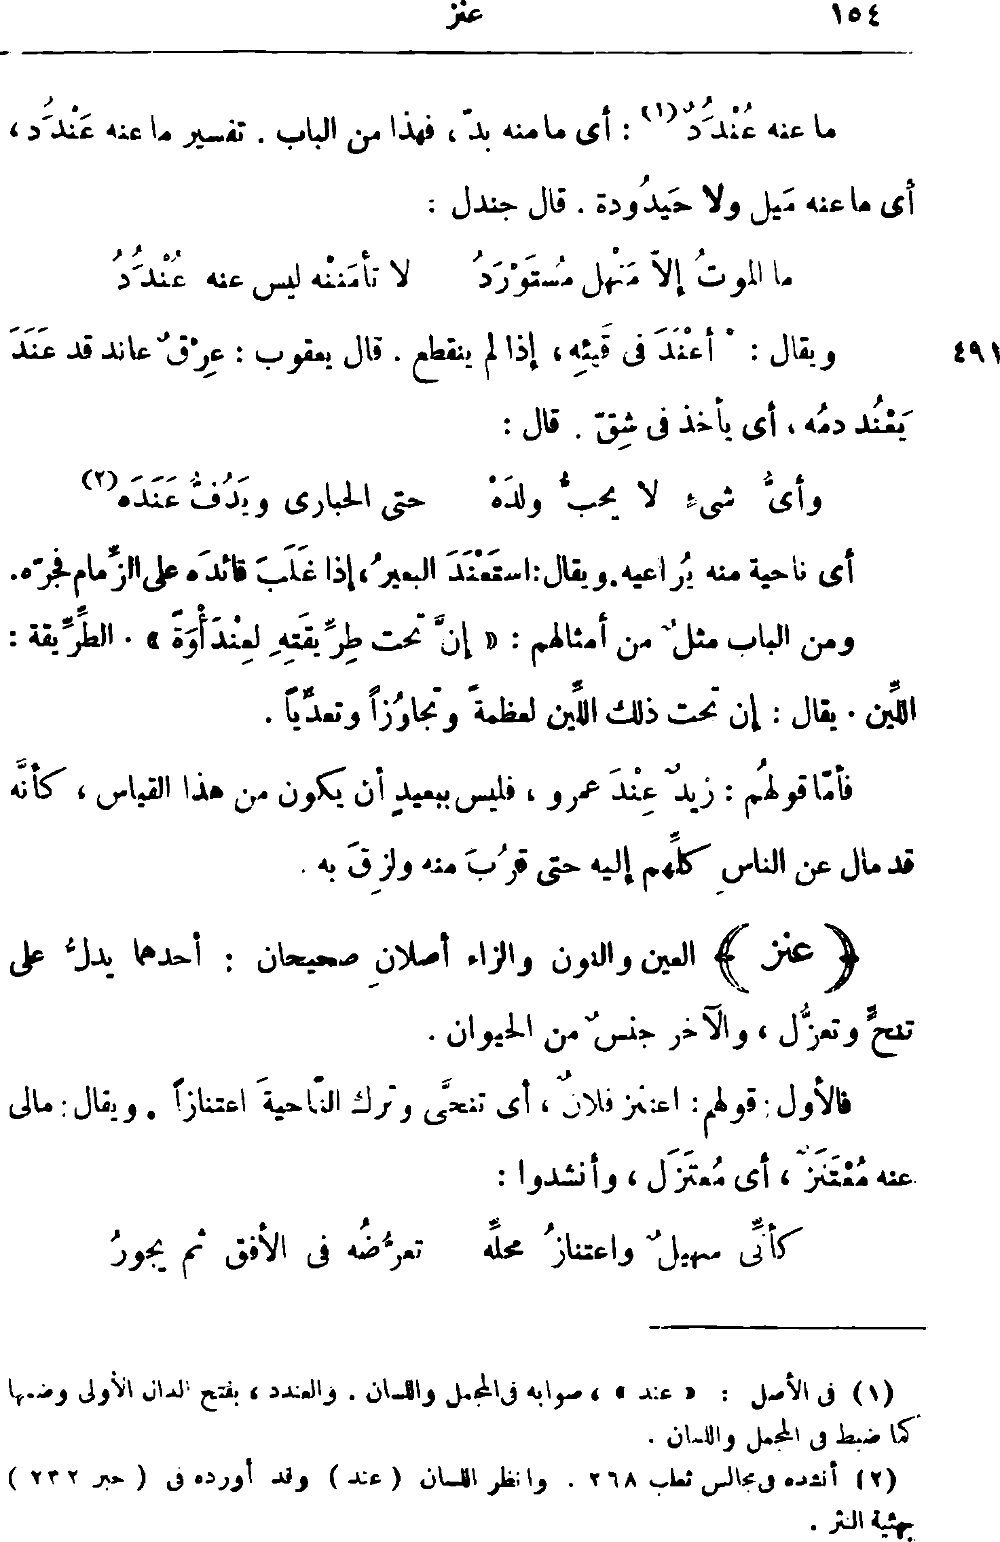 ١٥٤ عنز
ما عنه عُنْدَُدٌ(١) : أى ما منه بدّ ، فهذا من الباب . تفسير ما عنه عَنْدَُد ،
أى ما عنه مَيل ولا حَيدُودة . قال جندل :
ما الموتُ إلاّ مَنْهل مُستَوْرَدُ لا تأمَننْه ليس عنه عُنْدَُدُ
٤٩١ ويقال : ْ أعْنَدَ فى قَيئِهِ ، إذا لم ينقطع . قال يعقوب : عِرْقٌ عاند قد عَنَدَ
يَعْنُد دمُه ، أى يأخذ فى شِقّ . قال :
وأىُّ شىءٍ لا يحبُّ ولدَهْ حتى الحبارى ويَدُفُّ عَنَدَه(٢)
أى ناحية منه يُراعيه . ويقال : استَعْنَدَ البعيرُ ، إذا غَلَبَ قائدَه على الزِّمام فجرّه .
ومن الباب مثلٌ من أمثالهم : « إنَّ تحت طِرِّيقَتِهِ لعِنْدَأْوَةً » . الطِّرِّيقة :
اللِّين . يقال : إن تحت ذلك اللِّين لعظمةً وتجاوُزاً وتعدِّياً .
فأمّا قولهُم : زيدٌ عِنْدَ عمرو ، فليس ببعيدٍ أن يكون من هذا القياس ، كأنَّه
قد مال عن الناسِ كلِّهم إليه حتى قرُبَ منه ولزِقَ به .
﴿ عنز ﴾ العين والنون والزاء أصلانِ صحيحان : أحدهما يدلُّ على
تنحٍّ وتعزُّل ، والآخر جنسٌ من الحيوان .
فالأول : قولهم : اعتنز فلانٌ ، أى تنحَّى وترك النّاحيةَ اعتنازاً . ويقال : مالى
عنه مُعْتَنَزٌ ، أى مُعتَزَل ، وأنشدوا :
كأنِّى سهيلٌ واعتنازُ محلِّه تعرُّضُه فى الأفق ثم يجورُ
(١) فى الأصل : « عند » ، صوابه فى المجمل واللسان . والعندد ، بفتح الدال الأولى وضمها
كما ضبط فى المجمل واللسان .
(٢) أنشده فى مجالس ثعلب ٢٦٨ . وانظر اللسان ( عند ) وقد أورده فى ( حبر ٢٣٢ )
بهيئة النثر .